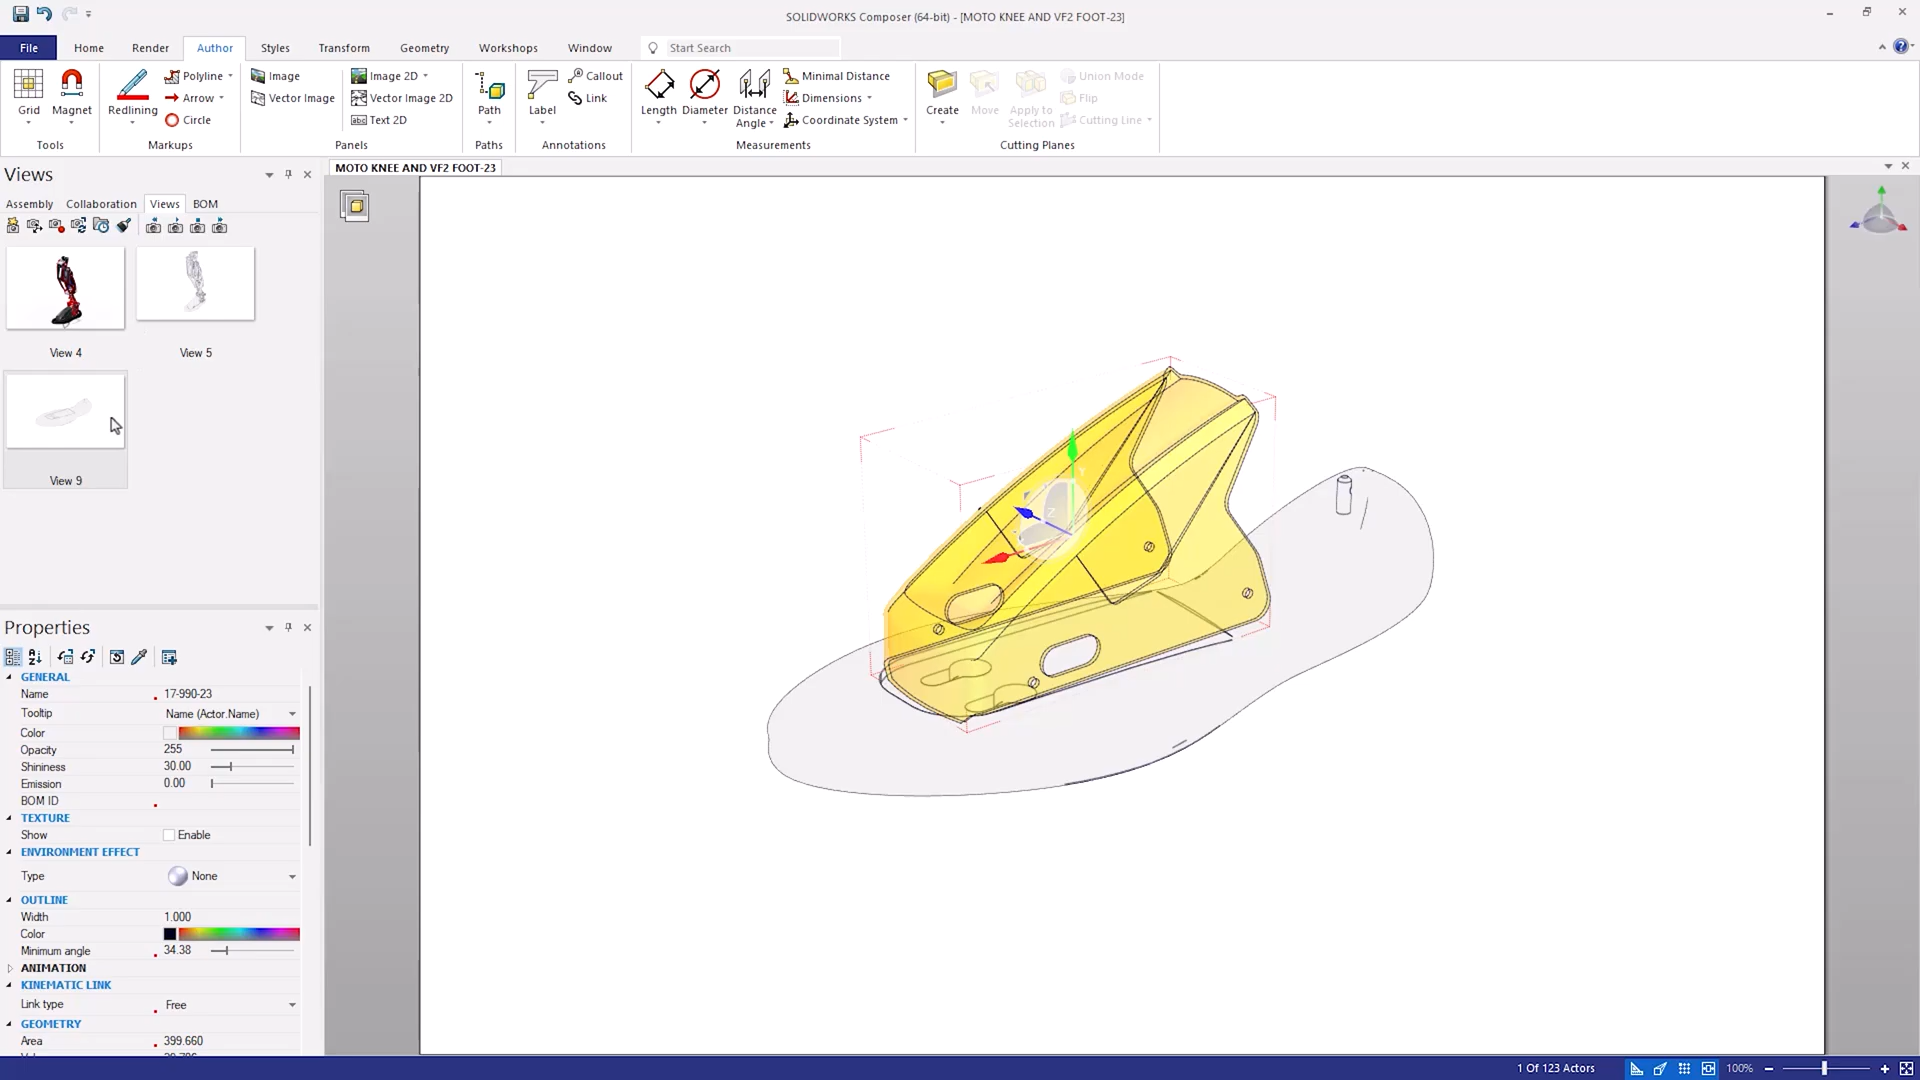 SOLIDWORKS Composer (64-bit) - [MOTO KNEE AND VF2 FOOT-23]
File Home Render Author Styles Transform Geometry Workshops Window Start Search
Grid
Magnet
Tools
Redlining
Polyline
Arrow
Circle
Markups
Image
Vector Image
Image 2D
Vector Image 2D
Text 2D
Panels
Path
Paths
Label
Callout
Link
Annotations
Length
Diameter
Distance
Angle
Minimal Distance
Dimensions
Coordinate System
Measurements
Create
Move
Apply to
Selection
Union Mode
Flip
Cutting Line
Cutting Planes
Views
MOTO KNEE AND VF2 FOOT-23
Assembly Collaboration Views BOM
View 4
View 5
View 9
Y
Z
Properties
GENERAL
Name 17-990-23
Tooltip Name (Actor.Name)
Color
Opacity 255
Shininess 30.00
Emission 0.00
BOM ID
TEXTURE
Show Enable
ENVIRONMENT EFFECT
Type None
OUTLINE
Width 1.000
Color
Minimum angle 34.38
ANIMATION
KINEMATIC LINK
Link type Free
GEOMETRY
Area 399.660
1 Of 123 Actors 100%